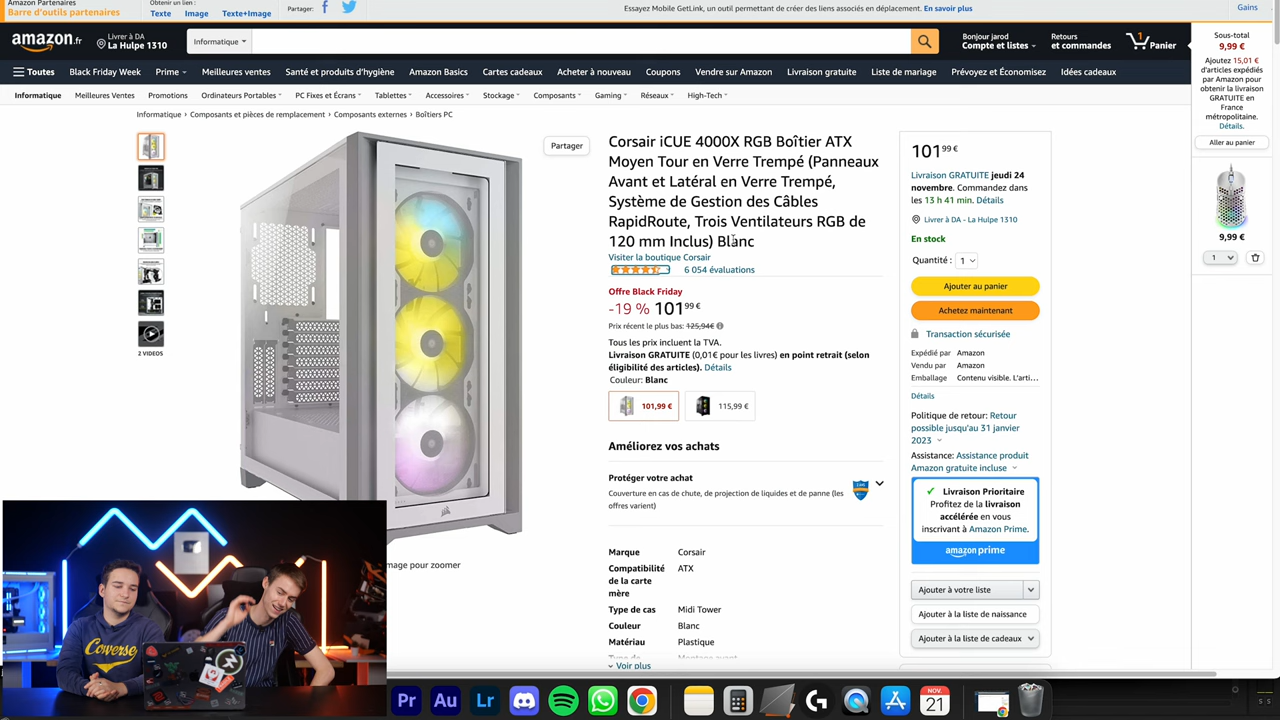 Amazon Partenaires
Barre d'outils partenaires
Obtenir un lien :
Texte
Image
Texte+Image
Partager:
Essayez Mobile GetLink, un outil permettant de créer des liens associés en déplacement. En savoir plus
Gains
amazon.fr
Livrer à DA
La Hulpe 1310
Informatique
Bonjour jarod
Compte et listes
Retours
et commandes
1
Panier
Toutes
Black Friday Week
Prime
Meilleures ventes
Santé et produits d'hygiène
Amazon Basics
Cartes cadeaux
Acheter à nouveau
Coupons
Vendre sur Amazon
Livraison gratuite
Liste de mariage
Prévoyez et Économisez
Idées cadeaux
Informatique
Meilleures Ventes
Promotions
Ordinateurs Portables
PC Fixes et Écrans
Tablettes
Accessoires
Stockage
Composants
Gaming
Réseaux
High-Tech
Informatique › Composants et pièces de remplacement › Composants externes › Boîtiers PC
2 VIDEOS
Partager
Corsair iCUE 4000X RGB Boîtier ATX
Moyen Tour en Verre Trempé (Panneaux
Avant et Latéral en Verre Trempé,
Système de Gestion des Câbles
RapidRoute, Trois Ventilateurs RGB de
120 mm Inclus) Blanc
Visiter la boutique Corsair
6 054 évaluations
Offre Black Friday
-19 % 101,99 €
Prix récent le plus bas: 125,94€
Tous les prix incluent la TVA.
Livraison GRATUITE (0,01€ pour les livres) en point retrait (selon
éligibilité des articles). Détails
Couleur: Blanc
101,99 €
115,99 €
Améliorez vos achats
Protéger votre achat
Couverture en cas de chute, de projection de liquides et de panne (les
offres varient)
Marque Corsair
Compatibilité ATX
de la carte
mère
Type de cas Midi Tower
Couleur Blanc
Matériau Plastique
Voir plus
mage pour zoomer
101,99 €
Livraison GRATUITE jeudi 24
novembre. Commandez dans
les 13 h 41 min. Détails
Livrer à DA - La Hulpe 1310
En stock
Quantité : 1
Ajouter au panier
Achetez maintenant
Transaction sécurisée
Expédié par Amazon
Vendu par Amazon
Emballage Contenu visible. L'arti…
Détails
Politique de retour: Retour
possible jusqu'au 31 janvier
2023
Assistance: Assistance produit
Amazon gratuite incluse
Livraison Prioritaire
Profitez de la livraison
accélérée en vous
inscrivant à Amazon Prime.
amazon prime
Ajouter à votre liste
Ajouter à la liste de naissance
Ajouter à la liste de cadeaux
Sous-total
9,99 €
Ajoutez 15,01 €
d'articles expédiés
par Amazon pour
obtenir la livraison
GRATUITE en
France
métropolitaine.
Détails.
Aller au panier
9,99 €
1
Converse
Pr
Au
Lr
NOV.
21